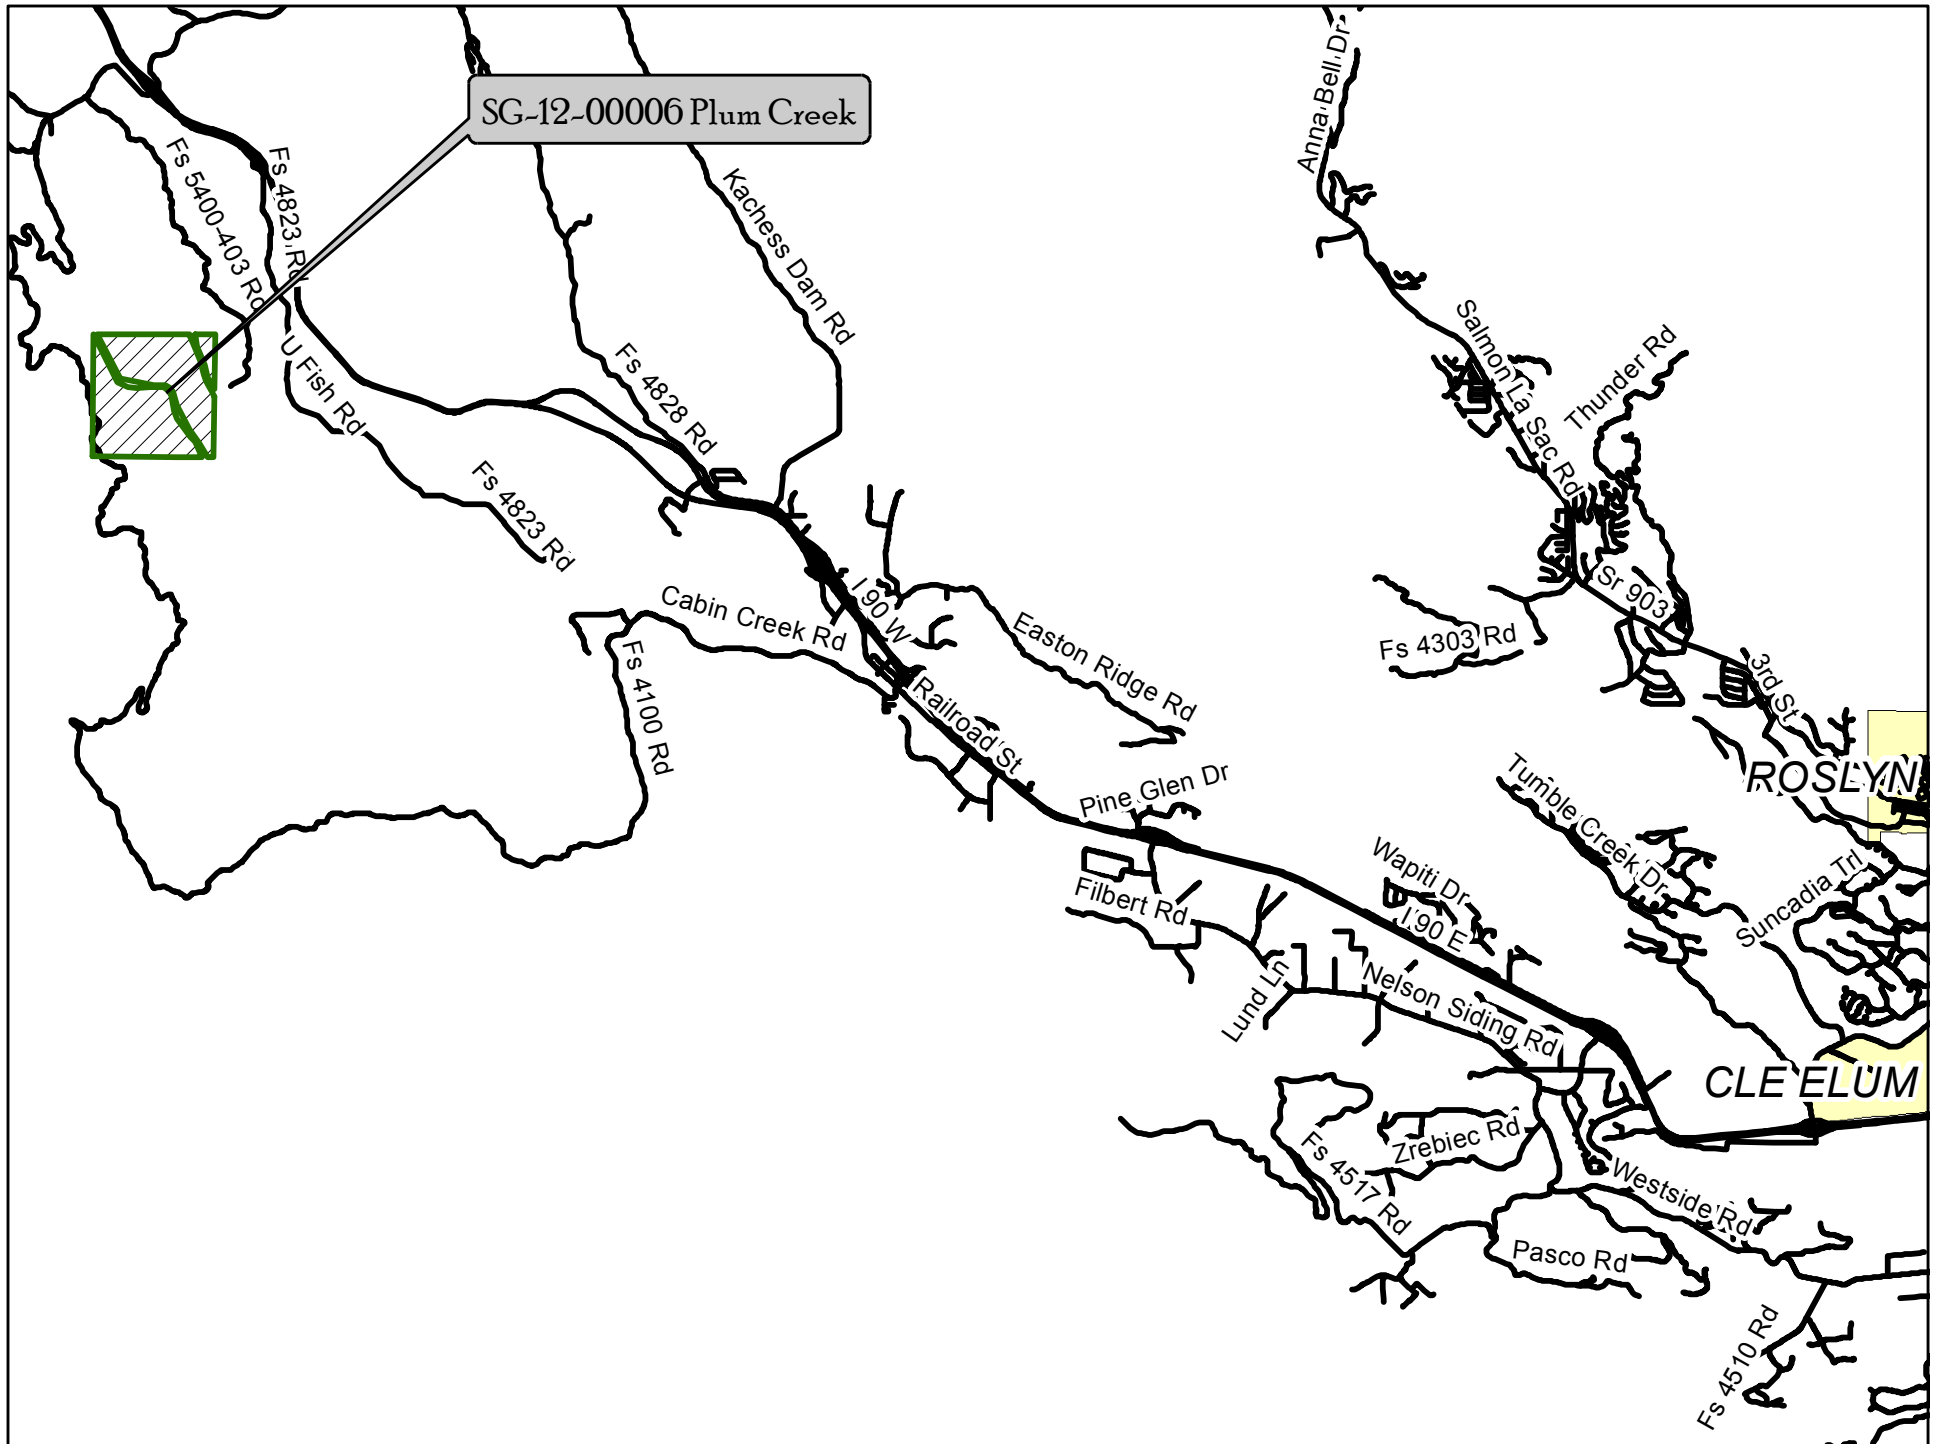 SG-12-00006 Plum Creek
Anna Bell Dr
Fs 5400-403 Rd
Fs 4823 Rd
Kachess Dam Rd
U Fish Rd
Fs 4828 Rd
Salmon La Sac Rd
Thunder Rd
Fs 4823 Rd
I 90 W
Cabin Creek Rd
Sr 903
Easton Ridge Rd
Fs 4303 Rd
Fs 4100 Rd
3rd St
Railroad St
ROSLYN
Pine Glen Dr
Tumble Creek Dr
Wapiti Dr
Suncadia Trl
Filbert Rd
I 90 E
Lund Ln
Nelson Siding Rd
CLE ELUM
Zrebiec Rd
Fs 4517 Rd
Westside Rd
Pasco Rd
Fs 4510 Rd